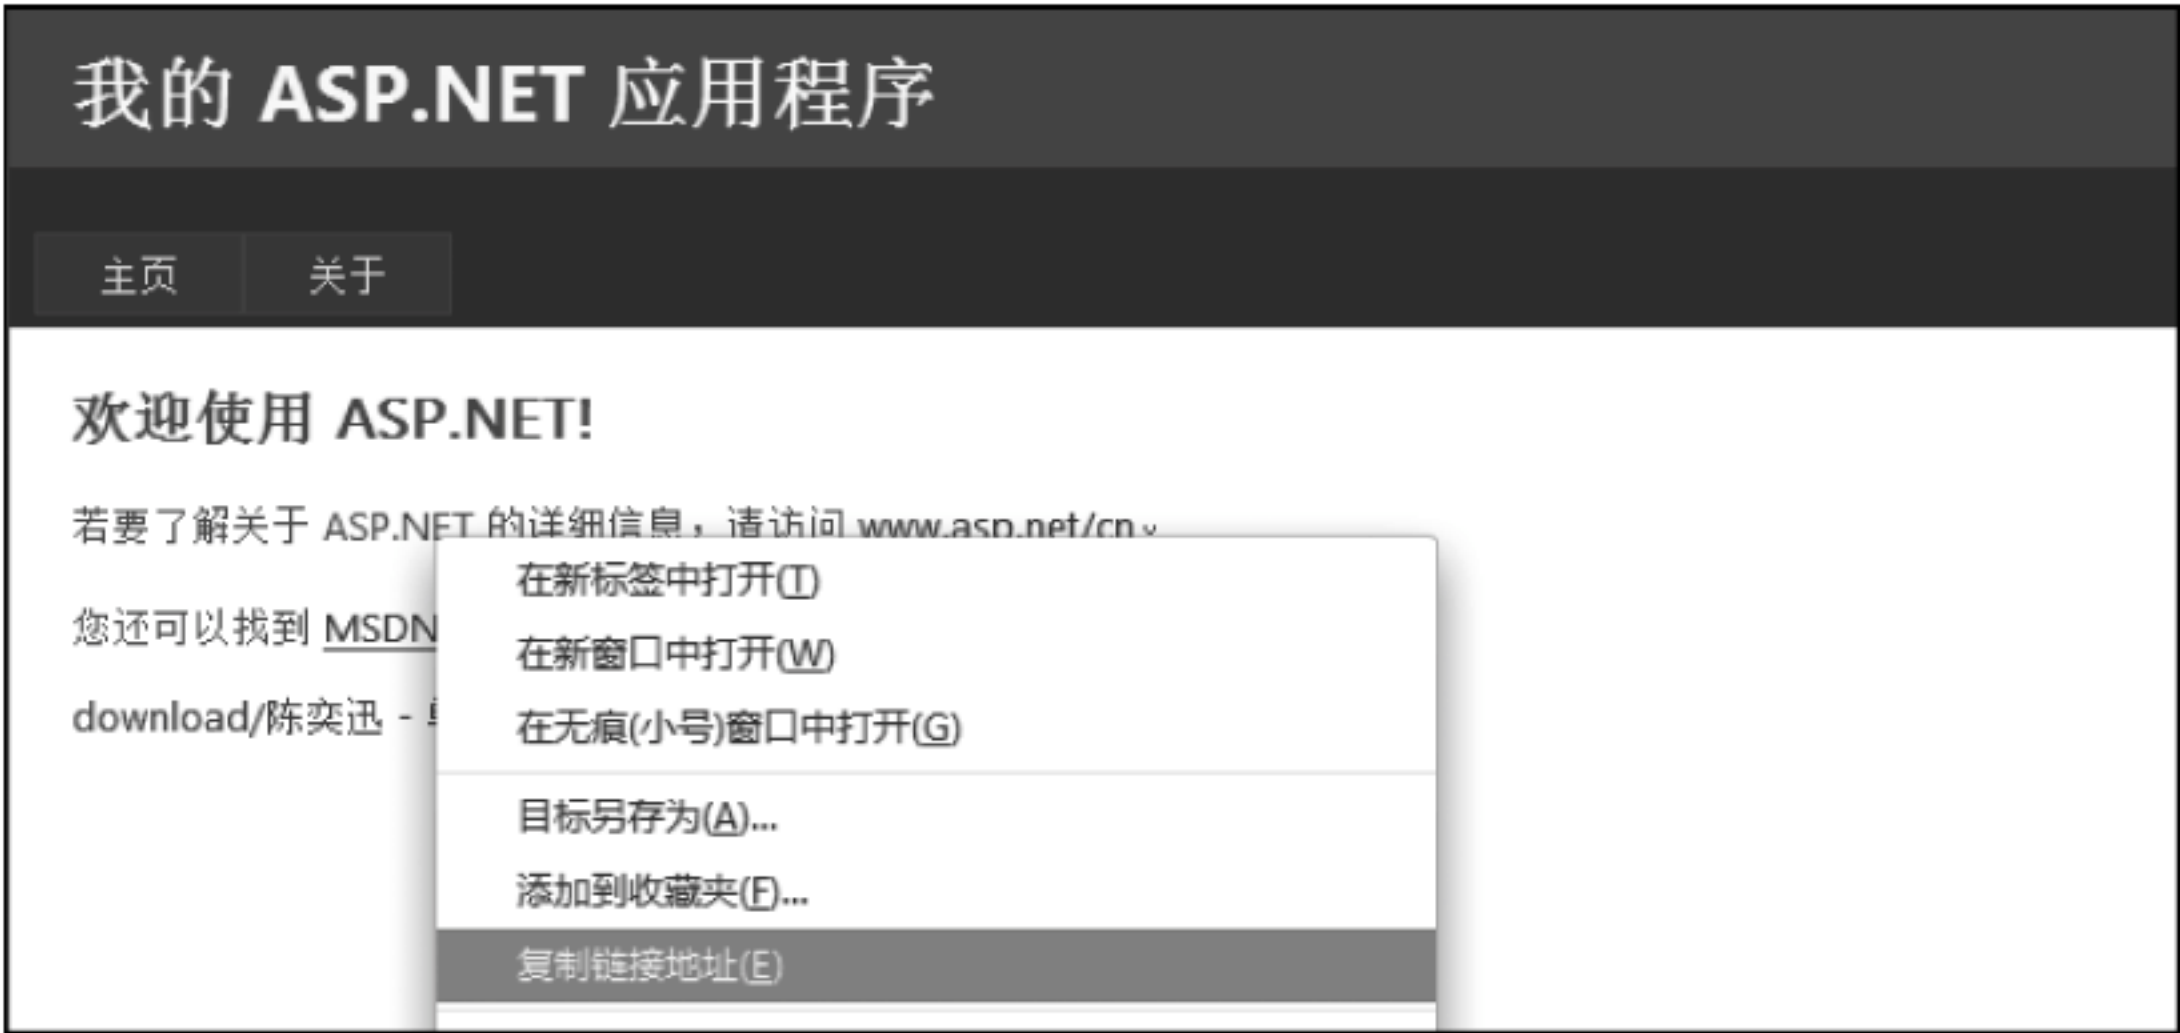 我的 ASP.NET 应用程序
主页 关于
欢迎使用 ASP.NET!
若要了解关于 ASP.NET 的详细信息，请访问 www.asp.net/cn。
您还可以找到 MSDN
download/陈奕迅 -
在新标签中打开(T)
在新窗口中打开(W)
在无痕(小号)窗口中打开(G)
目标另存为(A)...
添加到收藏夹(F)...
复制链接地址(E)